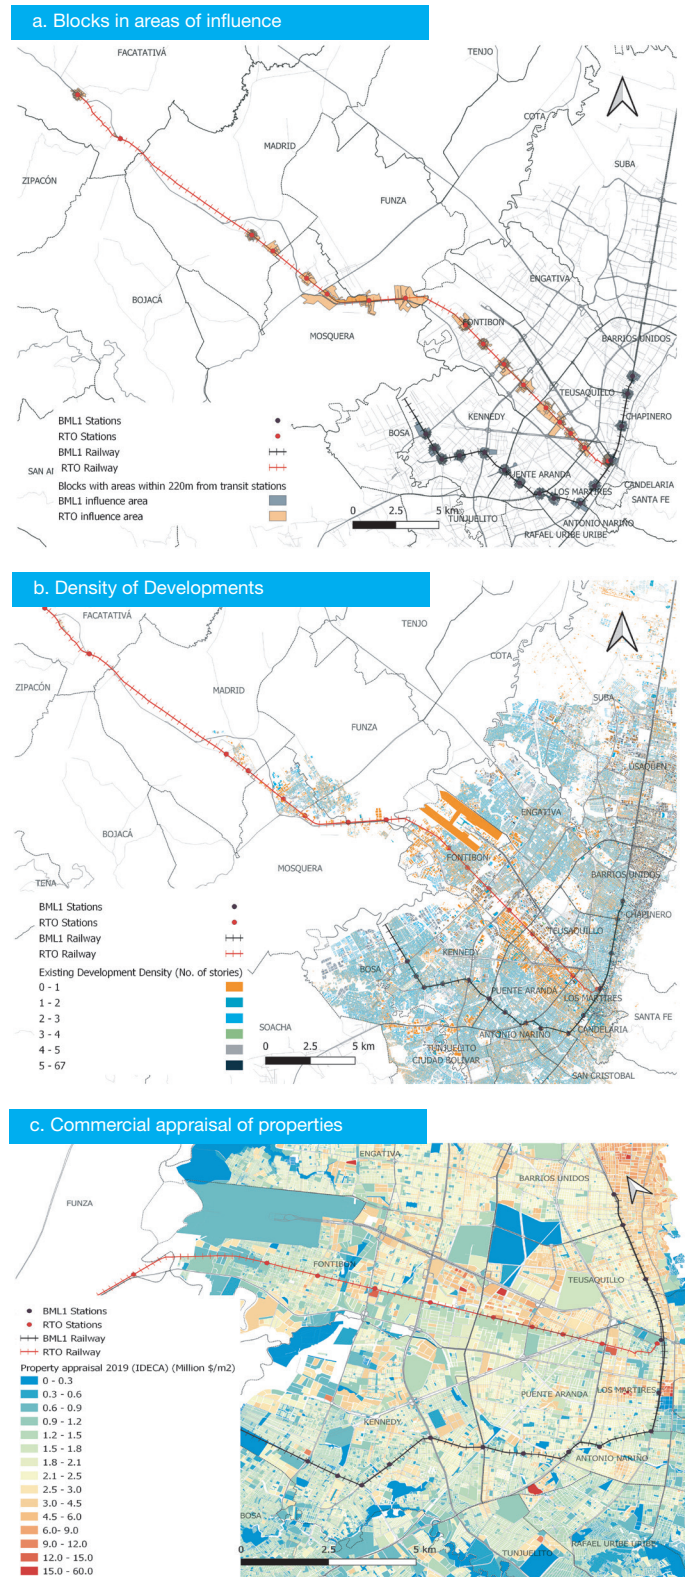 a. Blocks in areas of influence
FACATATIVÁ
TENJO
COTA
MADRID
SUBA
ZIPACÓN
FUNZA
ENGATIVA
BOJACÁ
FONTIBON
MOSQUERA
BARRIOS UNIDOS
TEUSAQUILLO
KENNEDY
CHAPINERO
BOSA
BML1 Stations
RTO Stations
BML1 Railway
RTO Railway
SAN AI
PUENTE ARANDA
Blocks with areas within 220m from transit stations
BML1 influence area
RTO influence area
LOS MARTIRES
CANDELARIA
SANTA FE
0 2.5 5 km
TUNJUELITO
ANTONIO NARIÑO
RAFAEL URIBE URIBE
b. Density of Developments
FACATATIVÁ
TENJO
COTA
ZIPACÓN
MADRID
SUBA
FUNZA
USAQUEN
ENGATIVA
BOJACÁ
FONTIBON
MOSQUERA
BARRIOS UNIDOS
TENA
CHAPINERO
TEUSAQUILLO
BML1 Stations
RTO Stations
BML1 Railway
RTO Railway
KENNEDY
BOSA
Existing Development Density (No. of stories)
0 - 1
1 - 2
2 - 3
3 - 4
4 - 5
5 - 67
PUENTE ARANDA
LOS MARTIRES
SANTA FE
SOACHA
ANTONIO NARIÑO
CANDELARIA
0 2.5 5 km
TUNJUELITO
CIUDAD BOLÍVAR
SAN CRISTOBAL
c. Commercial appraisal of properties
ENGATIVA
BARRIOS UNIDOS
FUNZA
FONTIBON
TEUSAQUILLO
BML1 Stations
RTO Stations
BML1 Railway
RTO Railway
Property appraisal 2019 (IDECA) (Million $/m2)
0 - 0.3
0.3 - 0.6
0.6 - 0.9
0.9 - 1.2
1.2 - 1.5
1.5 - 1.8
1.8 - 2.1
2.1 - 2.5
2.5 - 3.0
3.0 - 4.5
4.5 - 6.0
6.0- 9.0
9.0 - 12.0
12.0 - 15.0
15.0 - 60.0
PUENTE ARANDA
LOS MARTIRES
KENNEDY
ANTONIO NARIÑO
BOSA
RAFAEL URIBE URIBE
TUNJUELITO
0 2.5 5 km